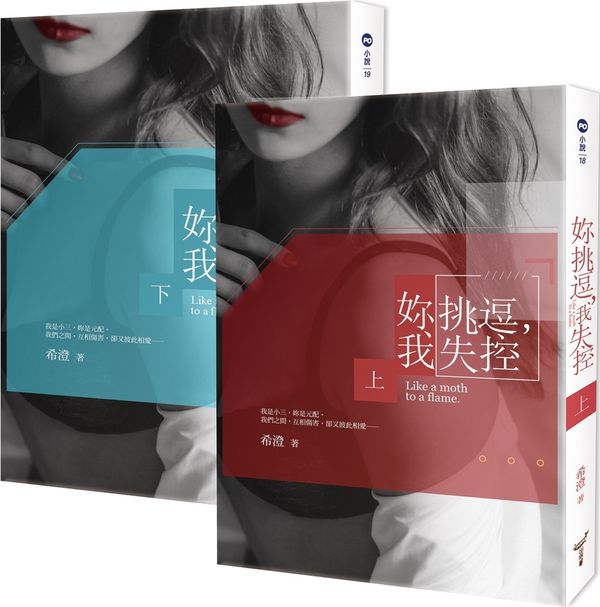 PO
小說
19
妳
我
下
Like a
to a fl
我是小三，妳是元配。
我們之間，互相傷害，卻又彼此相愛——
希澄 著
PO
小說
18
妳挑逗，
我失控
上
Like a moth
to a flame.
我是小三，妳是元配。
我們之間，互相傷害，卻又彼此相愛——
希澄 著
妳挑逗，我失控
上
希澄
著